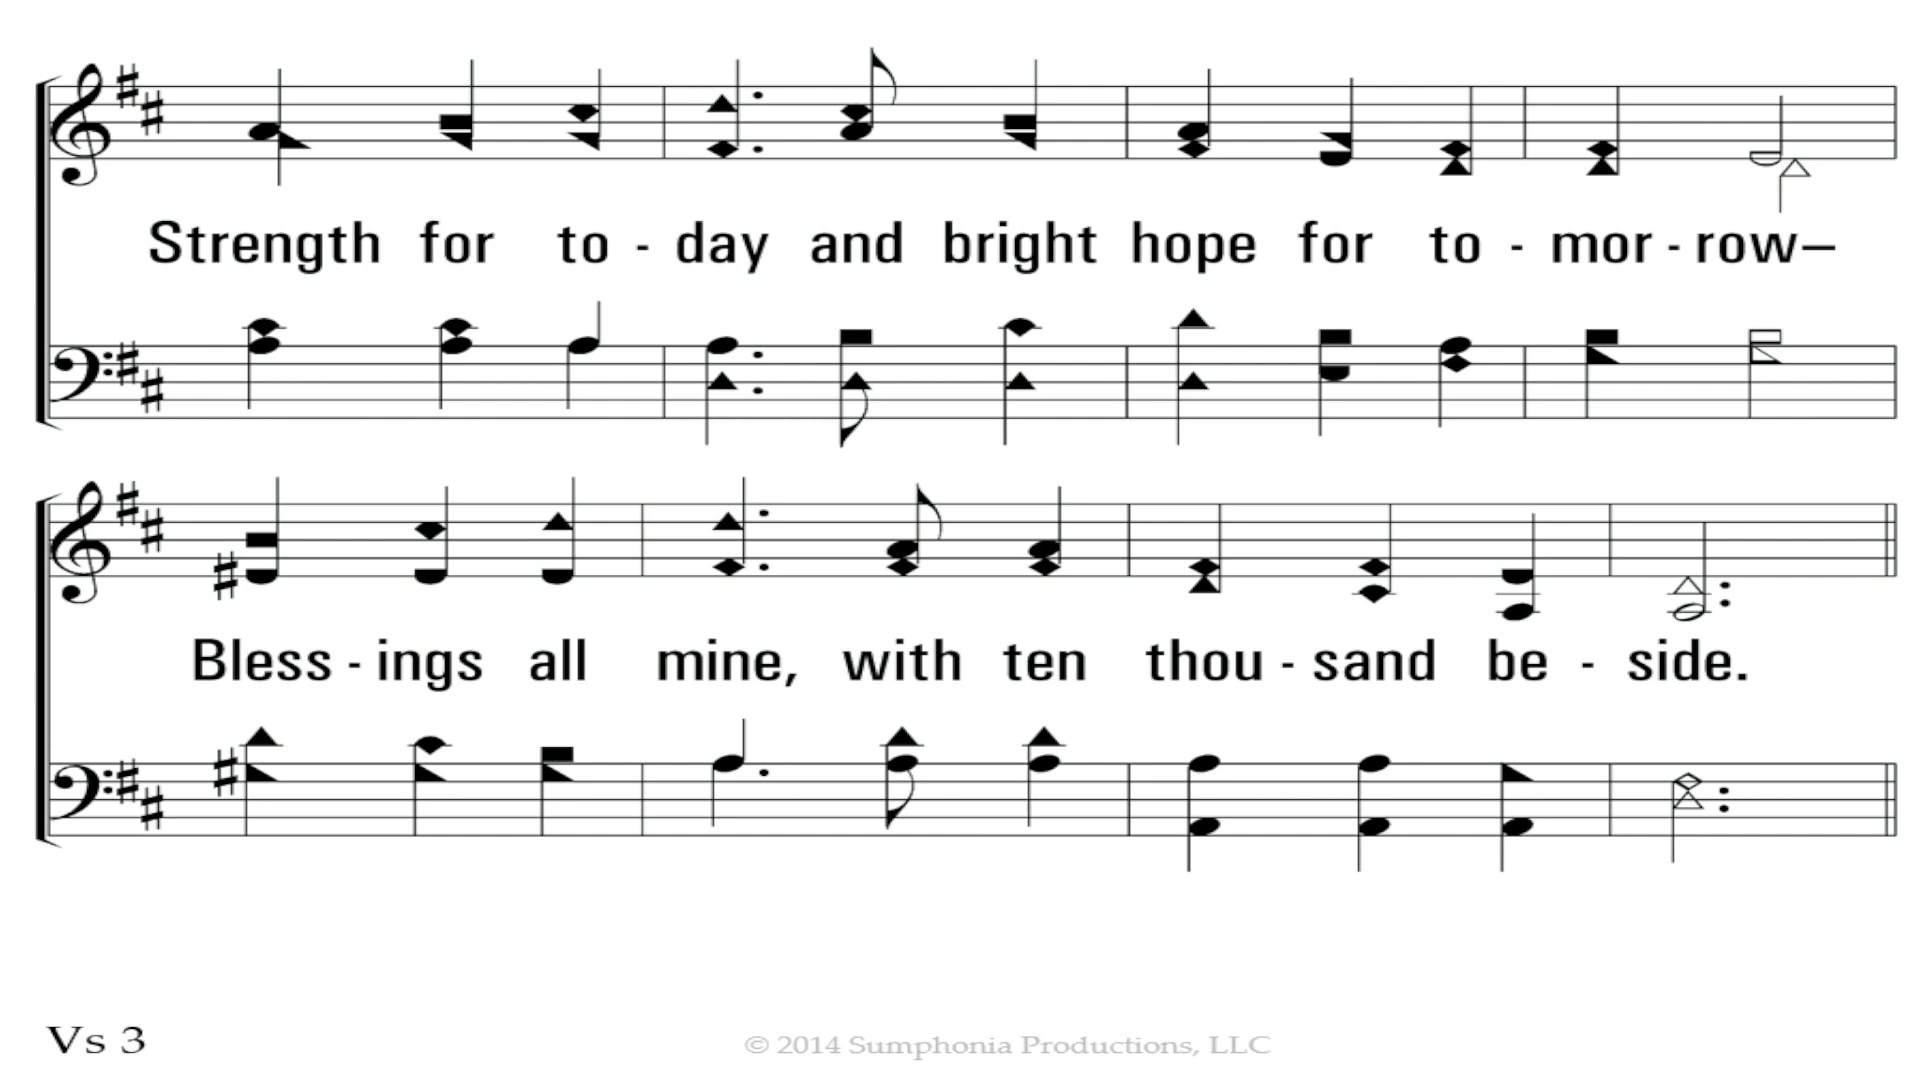 Strength for to - day and bright hope for to - mor - row–
Bless - ings all mine, with ten thou - sand be - side.
Vs 3
© 2014 Sumphonia Productions, LLC